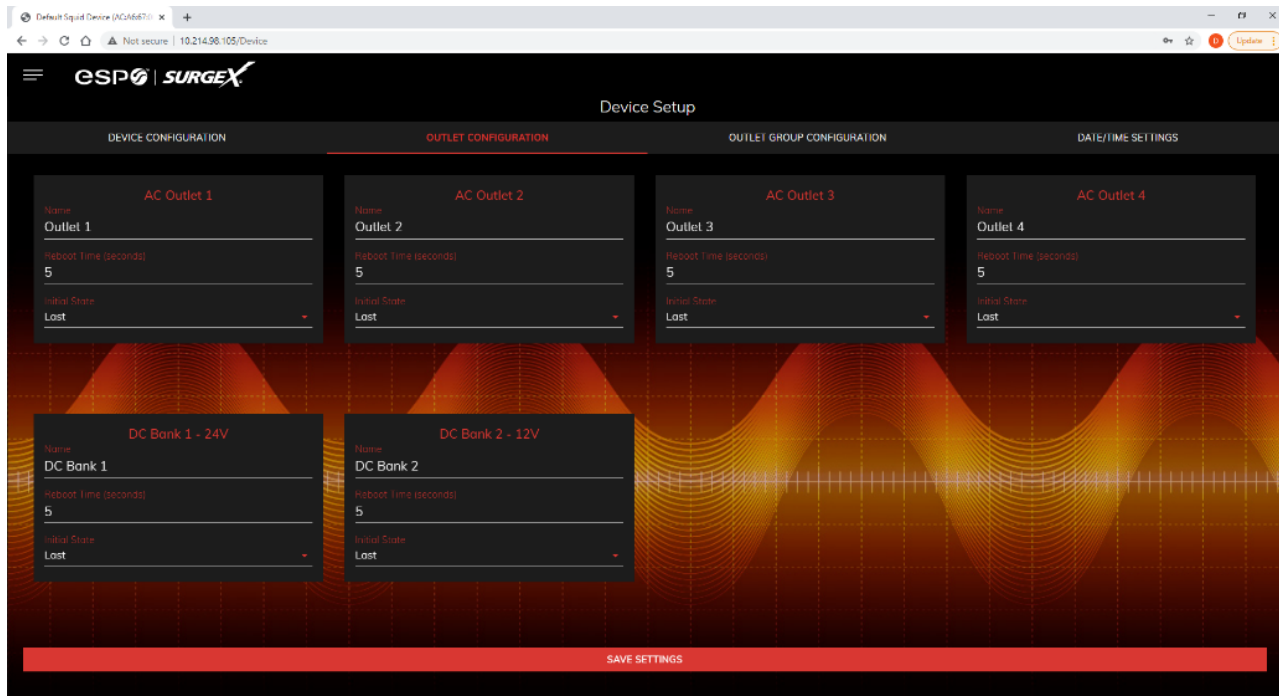 Default Squid Device
Not secure | 10.214.98.105/Device
D Update
esp | SURGEX
Device Setup
DEVICE CONFIGURATION OUTLET CONFIGURATION OUTLET GROUP CONFIGURATION DATE/TIME SETTINGS
AC Outlet 1 AC Outlet 2 AC Outlet 3 AC Outlet 4
Name Name Name Name
Outlet 1 Outlet 2 Outlet 3 Outlet 4
Reboot Time (seconds) Reboot Time (seconds) Reboot Time (seconds) Reboot Time (seconds)
5 5 5 5
Initial State Initial State Initial State Initial State
Last Last Last Last
DC Bank 1 - 24V DC Bank 2 - 12V
Name Name
DC Bank 1 DC Bank 2
Reboot Time (seconds) Reboot Time (seconds)
5 5
Initial State Initial State
Last Last
SAVE SETTINGS